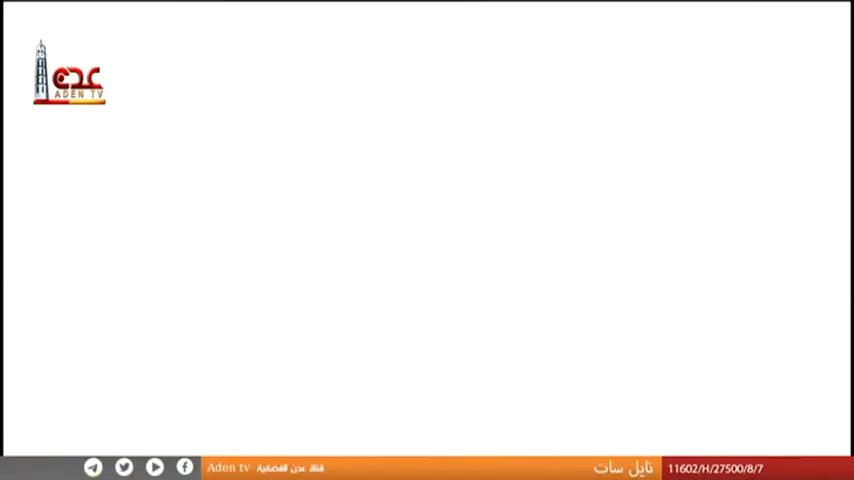 عدن
ADEN TV
Aden tv قناة عدن الفضائية
نايل سات
11602/H/27500/8/7